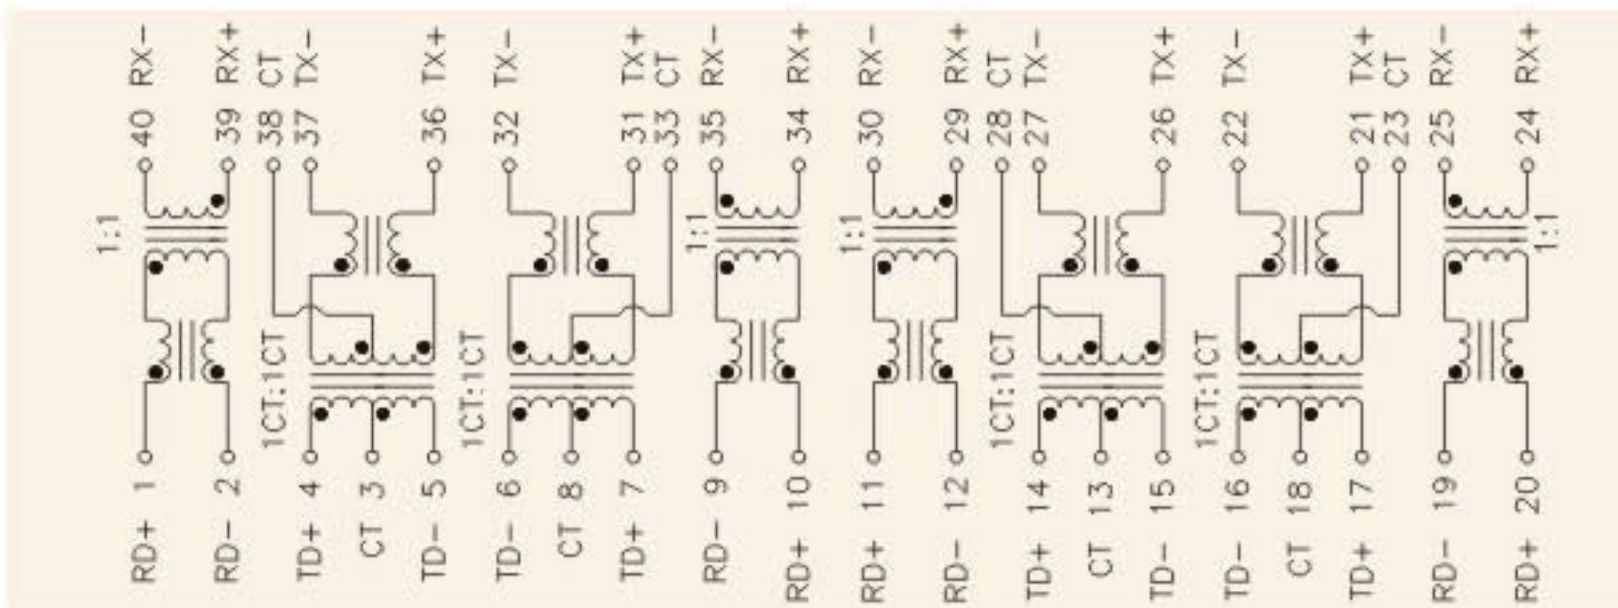 40 RX-
39 RX+
38 CT
37 TX-
36 TX+
32 TX-
31 TX+
33 CT
35 RX-
34 RX+
30 RX-
29 RX+
28 CT
27 TX-
26 TX+
22 TX-
21 TX+
23 CT
25 RX-
24 RX+
1:1
1:1
1:1
1:1
1CT:1CT
1CT:1CT
1CT:1CT
1CT:1CT
RD+ 1
RD- 2
TD+ 4
CT 3
TD- 5
TD- 6
CT 8
TD+ 7
RD- 9
RD+ 10
RD+ 11
RD- 12
TD+ 14
CT 13
TD- 15
TD- 16
CT 18
TD+ 17
RD- 19
RD+ 20